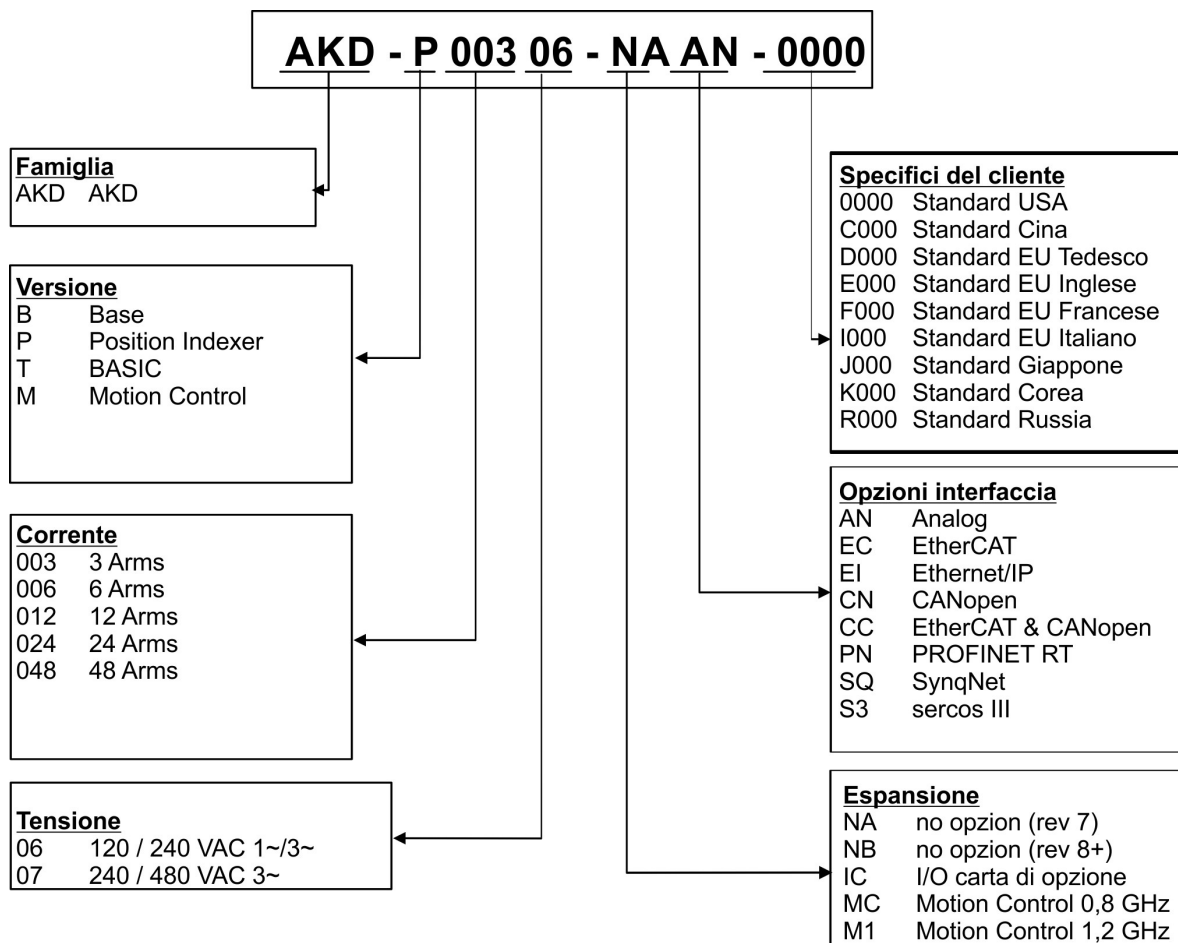 AKD - P 003 06 - NA AN - 0000
Famiglia
AKD AKD
Versione
B Base
P Position Indexer
T BASIC
M Motion Control
Corrente
003 3 Arms
006 6 Arms
012 12 Arms
024 24 Arms
048 48 Arms
Tensione
06 120 / 240 VAC 1~/3~
07 240 / 480 VAC 3~
Specifici del cliente
0000 Standard USA
C000 Standard Cina
D000 Standard EU Tedesco
E000 Standard EU Inglese
F000 Standard EU Francese
I000 Standard EU Italiano
J000 Standard Giappone
K000 Standard Corea
R000 Standard Russia
Opzioni interfaccia
AN Analog
EC EtherCAT
EI Ethernet/IP
CN CANopen
CC EtherCAT & CANopen
PN PROFINET RT
SQ SynqNet
S3 sercos III
Espansione
NA no opzion (rev 7)
NB no opzion (rev 8+)
IC I/O carta di opzione
MC Motion Control 0,8 GHz
M1 Motion Control 1,2 GHz